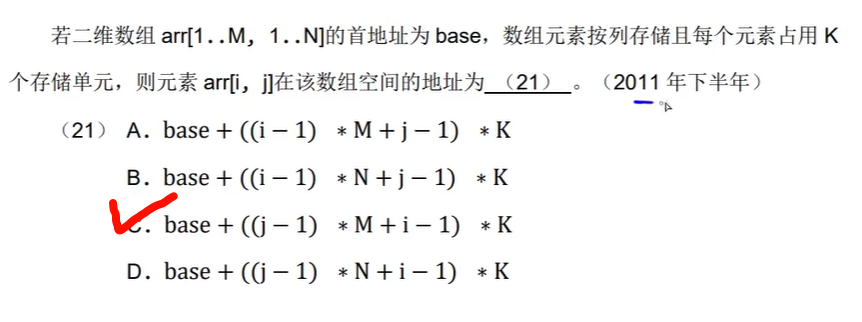 若二维数组 arr[1..M, 1..N]的首地址为 base，数组元素按列存储且每个元素占用 K
个存储单元，则元素 arr[i, j]在该数组空间的地址为 （21） 。（2011 年下半年）
（21） A. base + ((i − 1) ∗ M + j − 1) ∗ K
B. base + ((i − 1) ∗ N + j − 1) ∗ K
C. base + ((j − 1) ∗ M + i − 1) ∗ K
D. base + ((j − 1) ∗ N + i − 1) ∗ K